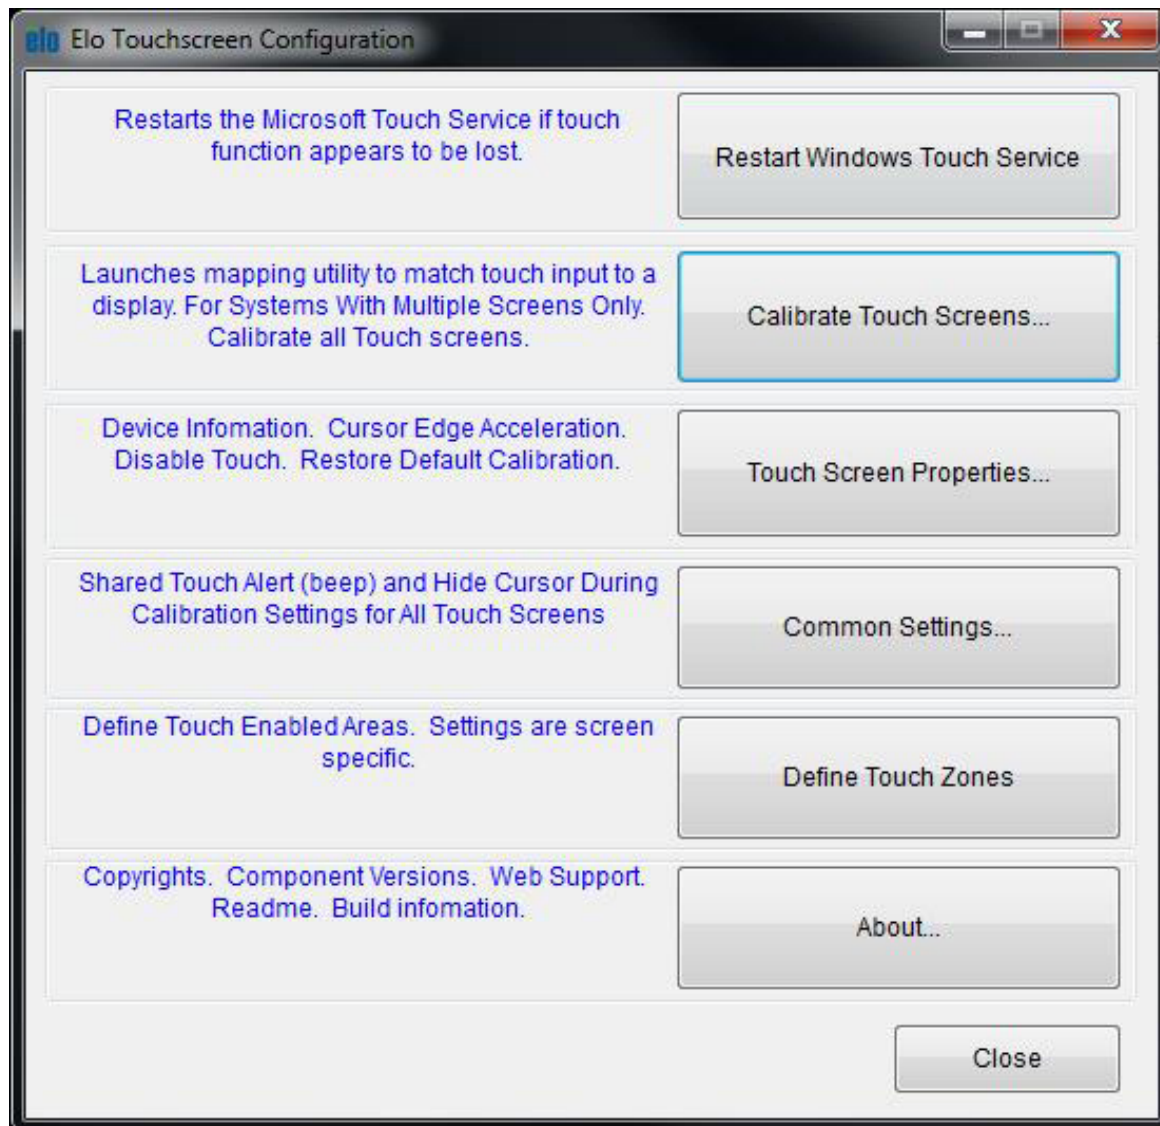 elo Elo Touchscreen Configuration
Restarts the Microsoft Touch Service if touch
function appears to be lost.
Restart Windows Touch Service
Launches mapping utility to match touch input to a
display. For Systems With Multiple Screens Only.
Calibrate all Touch screens.
Calibrate Touch Screens...
Device Infomation. Cursor Edge Acceleration.
Disable Touch. Restore Default Calibration.
Touch Screen Properties...
Shared Touch Alert (beep) and Hide Cursor During
Calibration Settings for All Touch Screens
Common Settings...
Define Touch Enabled Areas. Settings are screen
specific.
Define Touch Zones
Copyrights. Component Versions. Web Support.
Readme. Build infomation.
About...
Close